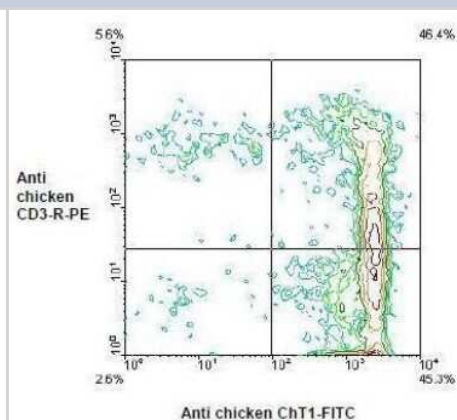 5.6% 46.4%
10⁴
10³
Anti
chicken
CD3-R-PE
10²
10¹
10⁰
10⁰ 10¹ 10² 10³ 10⁴
2.6% 45.3%
Anti chicken ChT1-FITC